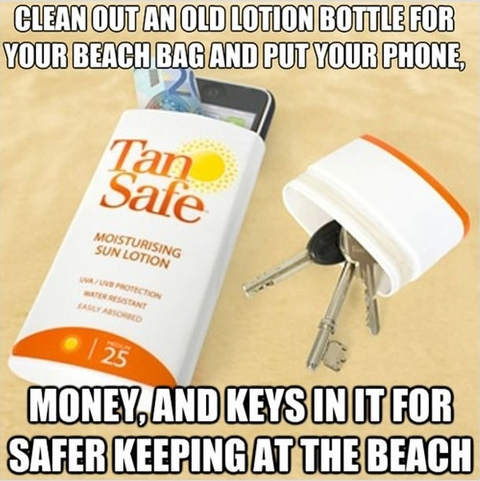 CLEAN OUT AN OLD LOTION BOTTLE FOR
YOUR BEACH BAG AND PUT YOUR PHONE,
20
Tan
Safe
MOISTURISING
SUN LOTION
UVA / UVB PROTECTION
WATER RESISTANT
EASILY ABSORBED
MEDIUM
25
MONEY, AND KEYS IN IT FOR
SAFER KEEPING AT THE BEACH